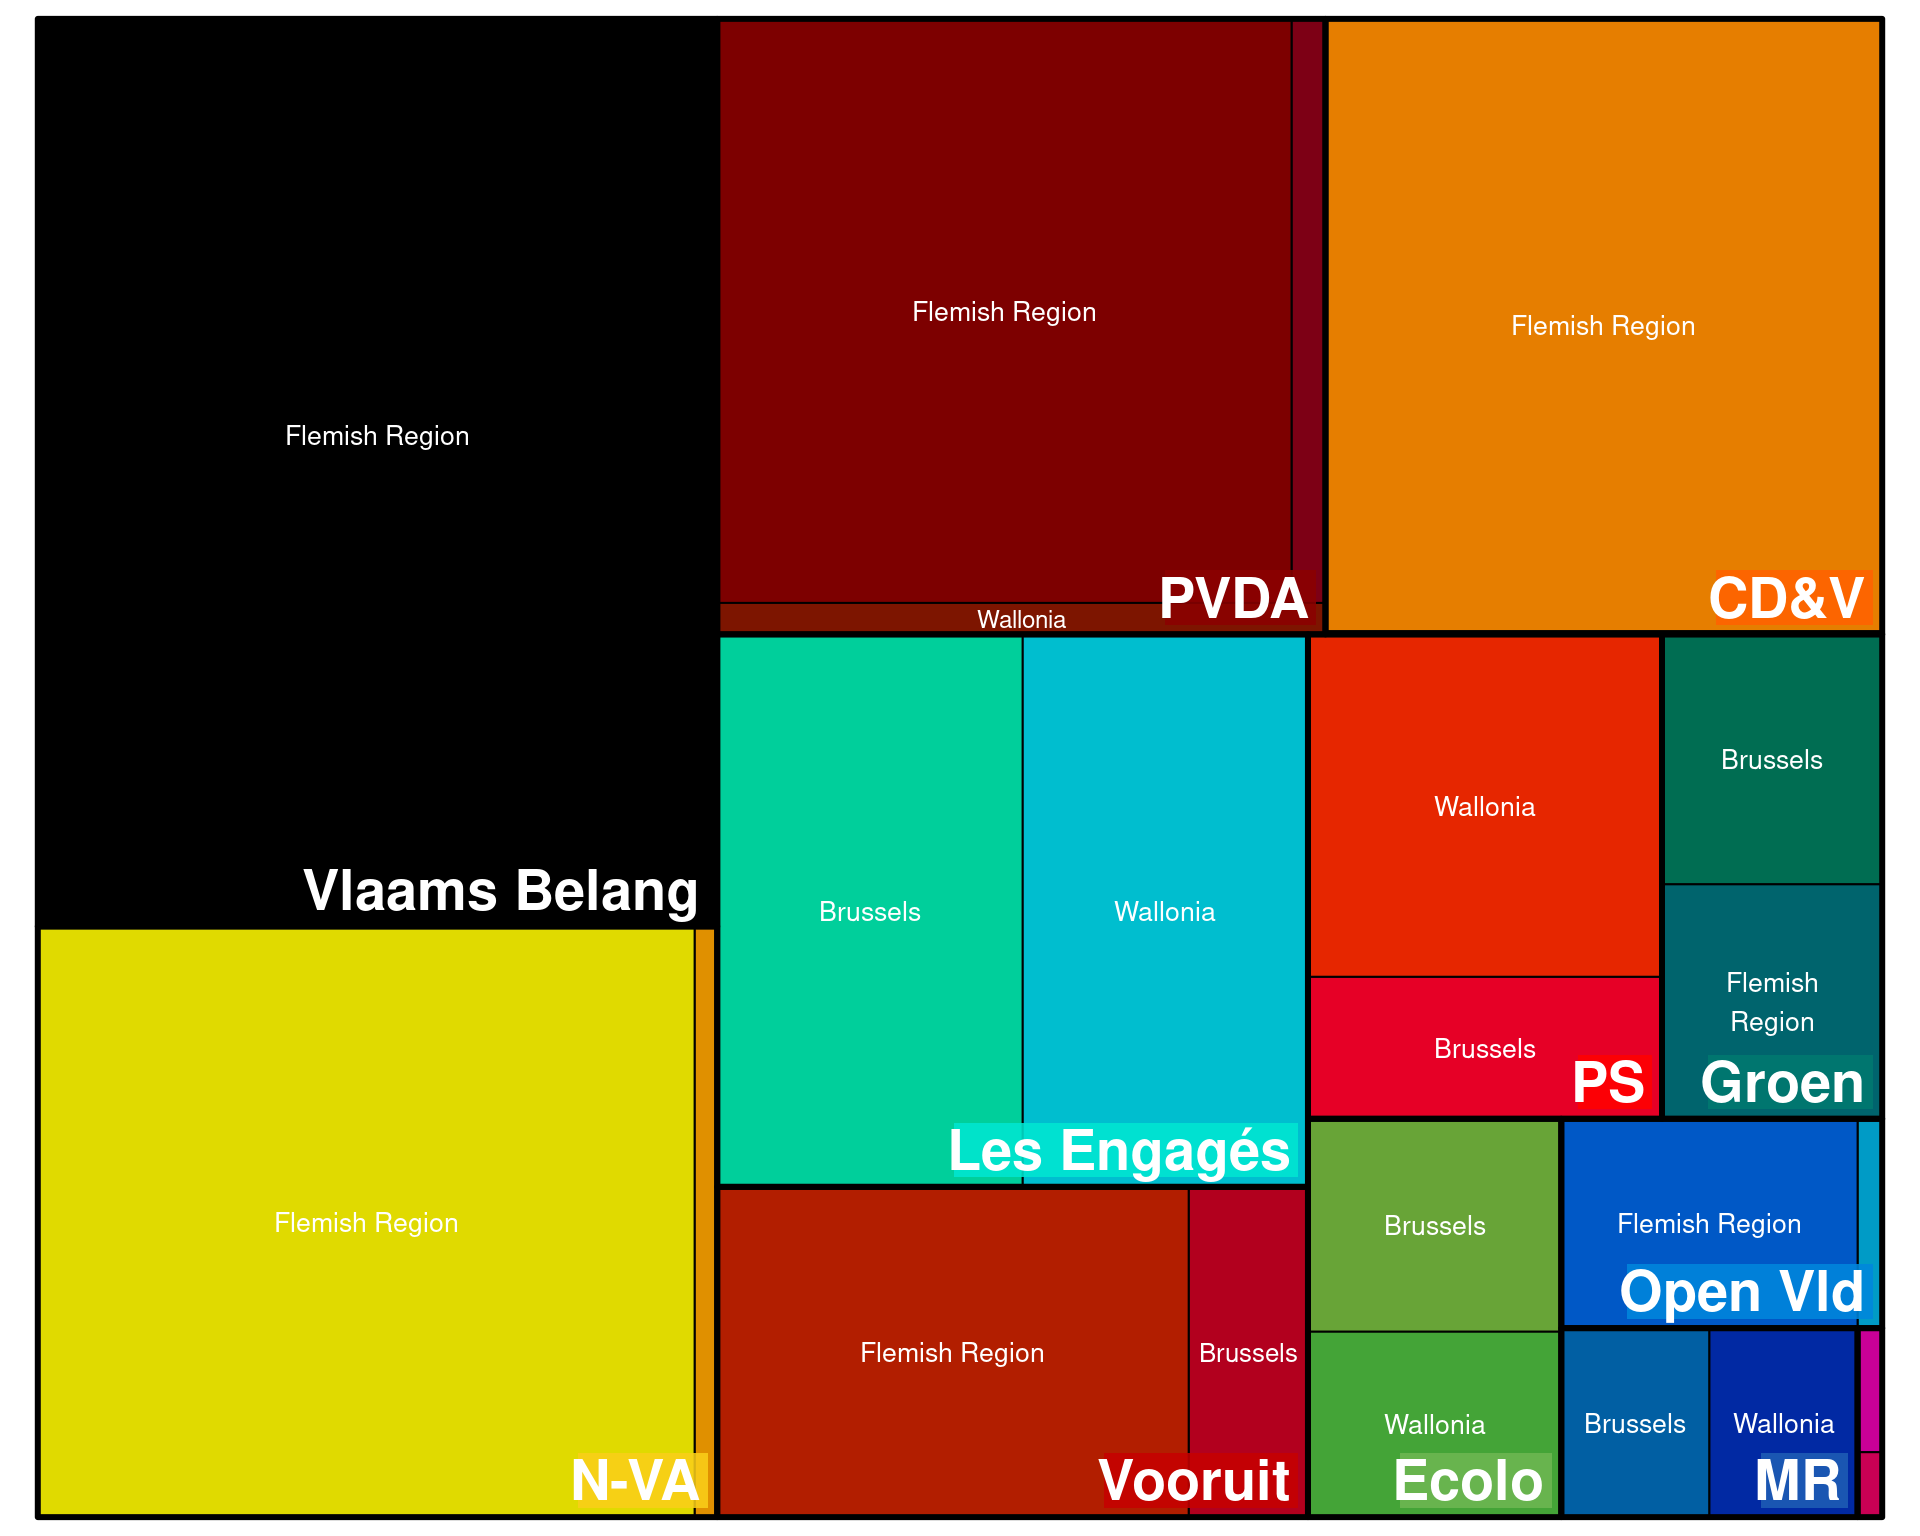 Flemish Region
Vlaams Belang
Flemish Region
N-VA
Flemish Region
Wallonia
PVDA
Flemish Region
CD&V
Brussels
Wallonia
Les Engagés
Flemish Region
Brussels
Vooruit
Wallonia
Brussels
PS
Brussels
Flemish
Region
Groen
Brussels
Wallonia
Ecolo
Flemish Region
Open Vld
Brussels
Wallonia
MR